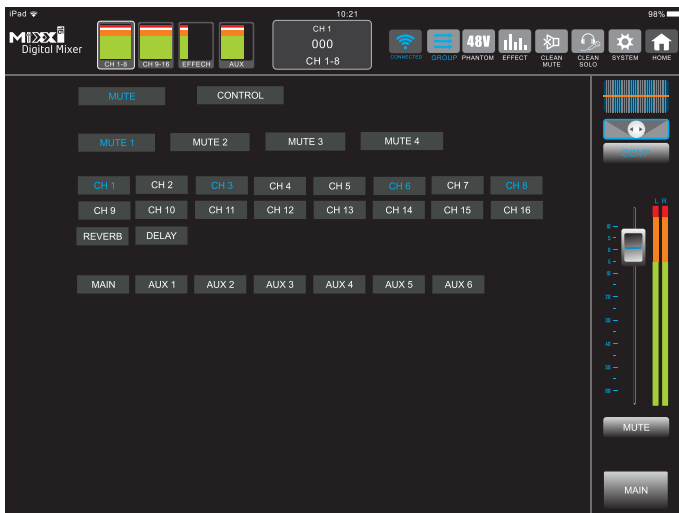 iPad 10:21 98%
MIXXI 16
Digital Mixer
CH 1-8 CH 9-16 EFFECH AUX
CH 1
000
CH 1-8
CONNECTED GROUP 48V PHANTOM EFFECT CLEAN MUTE CLEAN SOLO SYSTEM HOME
MUTE CONTROL
MUTE 1 MUTE 2 MUTE 3 MUTE 4
CH 1 CH 2 CH 3 CH 4 CH 5 CH 6 CH 7 CH 8
CH 9 CH 10 CH 11 CH 12 CH 13 CH 14 CH 15 CH 16
REVERB DELAY
MAIN AUX 1 AUX 2 AUX 3 AUX 4 AUX 5 AUX 6
COMP
L R
MUTE
MAIN